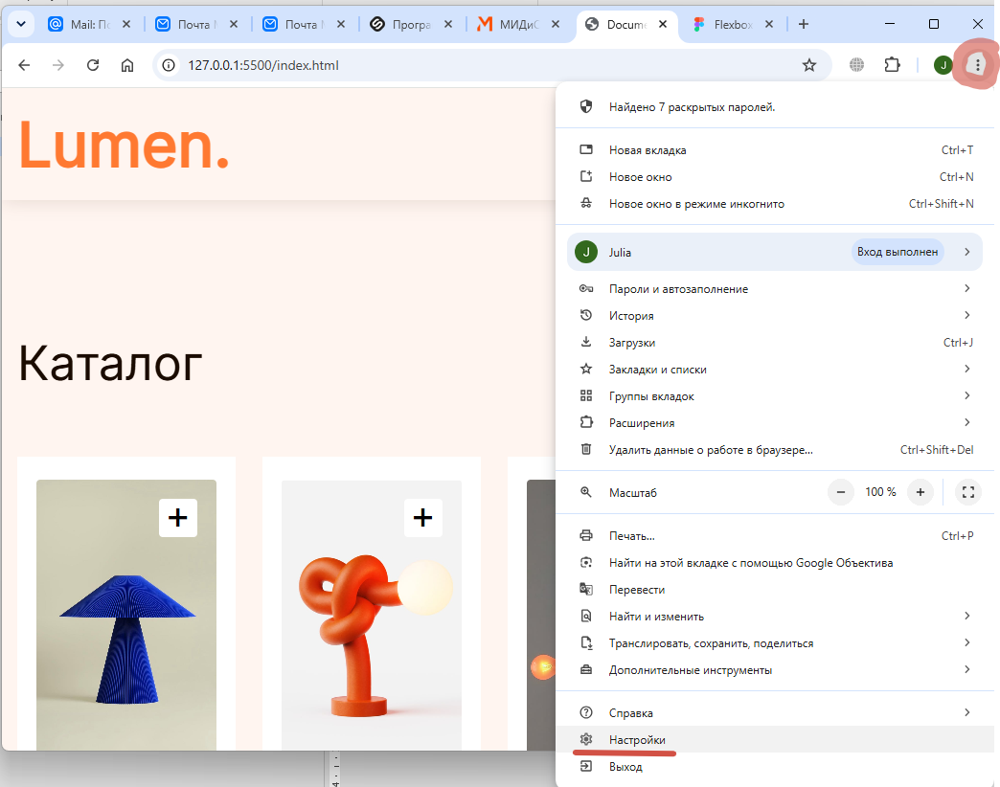 Mail: По
Почта M
Почта M
Програ
МИДиС
Docume
Flexbox
127.0.0.1:5500/index.html
J
Lumen.
Каталог
Найдено 7 раскрытых паролей.
Новая вкладка Ctrl+T
Новое окно Ctrl+N
Новое окно в режиме инкогнито Ctrl+Shift+N
J Julia Вход выполнен
Пароли и автозаполнение
История
Загрузки Ctrl+J
Закладки и списки
Группы вкладок
Расширения
Удалить данные о работе в браузере... Ctrl+Shift+Del
Масштаб − 100 % +
Печать... Ctrl+P
Найти на этой вкладке с помощью Google Объектива
Перевести
Найти и изменить
Транслировать, сохранить, поделиться
Дополнительные инструменты
Справка
Настройки
Выход